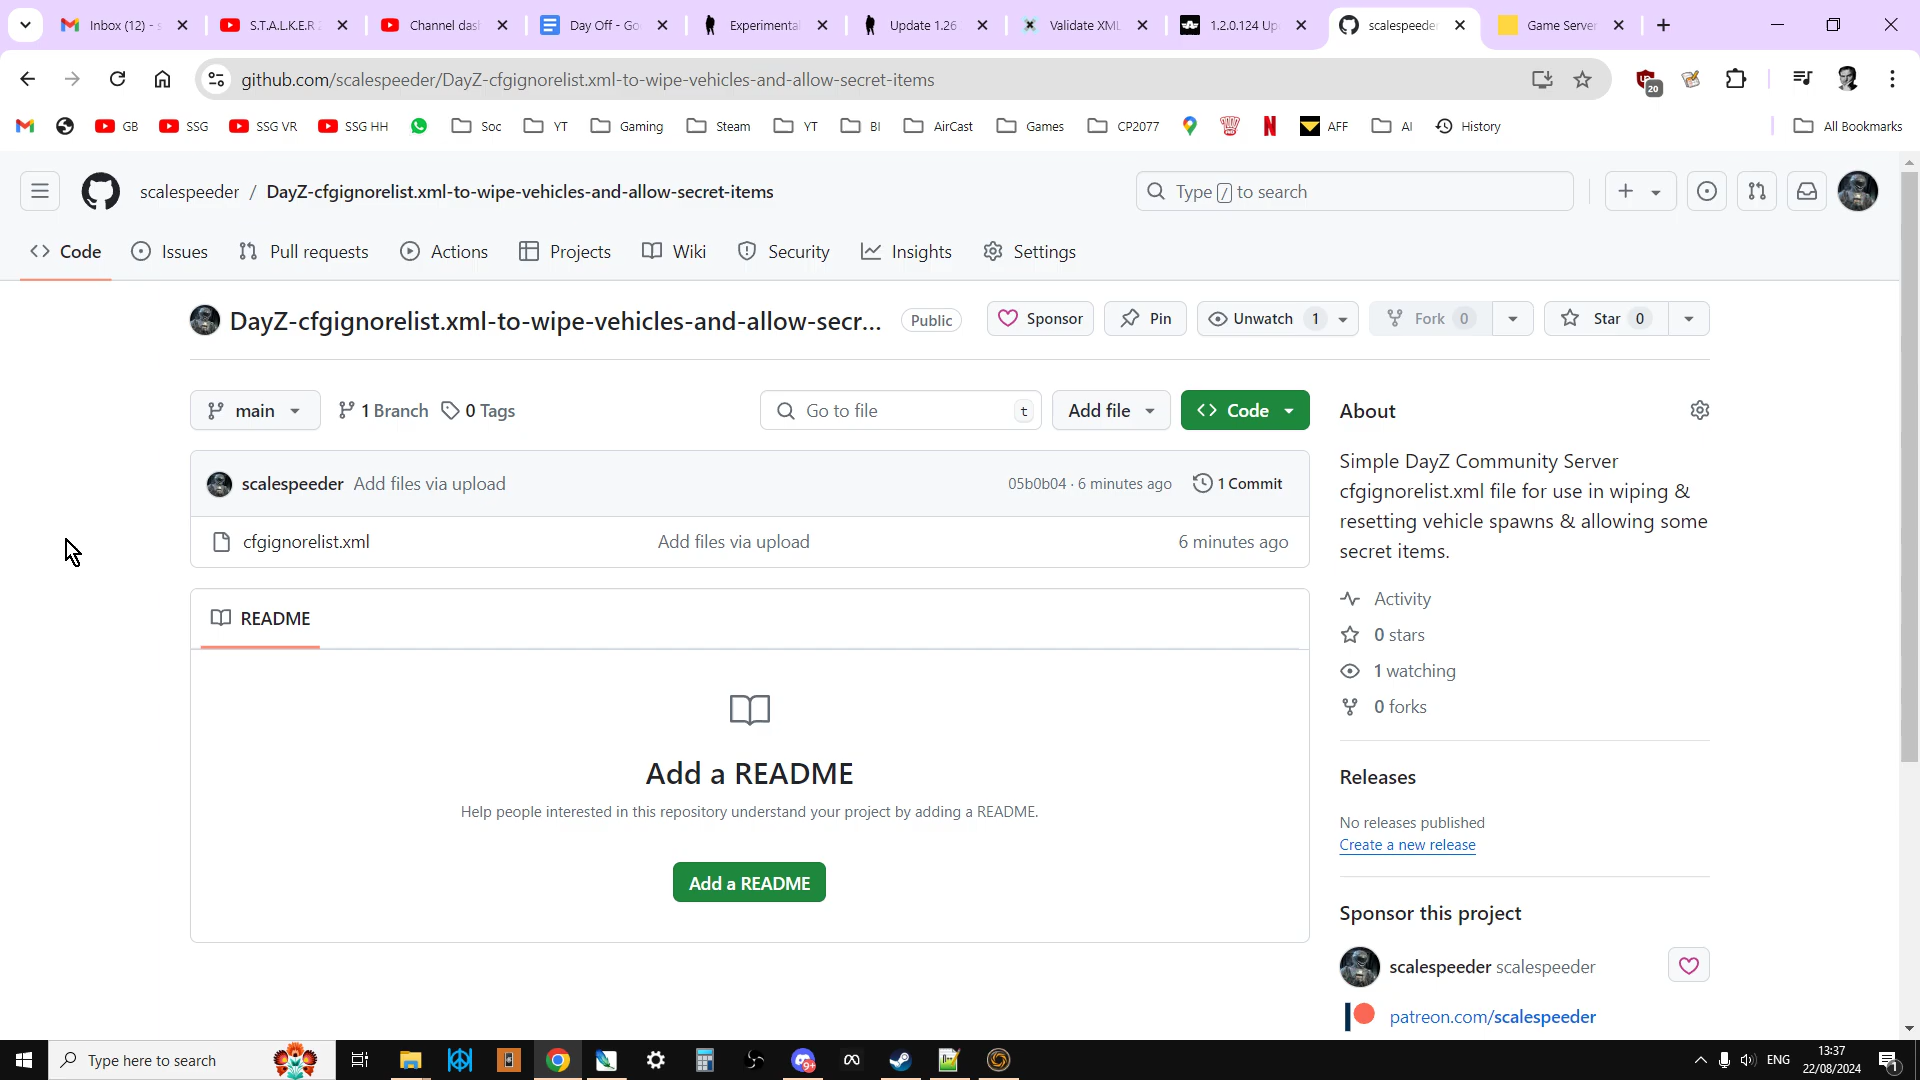 Inbox (12) - s
S.T.A.L.K.E.R
Channel das
Day Off - Go
Experimental
Update 1.26
Validate XML
1.2.0.124 Up
scalespeede
Game Server
github.com/scalespeeder/DayZ-cfgignorelist.xml-to-wipe-vehicles-and-allow-secret-items
20
GB
SSG
SSG VR
SSG HH
Soc
YT
Gaming
Steam
YT
BI
AirCast
Games
CP2077
AFF
AI
History
All Bookmarks
scalespeeder / DayZ-cfgignorelist.xml-to-wipe-vehicles-and-allow-secret-items
Type / to search
Code
Issues
Pull requests
Actions
Projects
Wiki
Security
Insights
Settings
DayZ-cfgignorelist.xml-to-wipe-vehicles-and-allow-secr...
Public
Sponsor
Pin
Unwatch 1
Fork 0
Star 0
main
1 Branch
0 Tags
Go to file t
Add file
Code
scalespeeder Add files via upload
05b0b04 · 6 minutes ago
1 Commit
cfgignorelist.xml
Add files via upload
6 minutes ago
README
Add a README
Help people interested in this repository understand your project by adding a README.
Add a README
About
Simple DayZ Community Server
cfgignorelist.xml file for use in wiping &
resetting vehicle spawns & allowing some
secret items.
Activity
0 stars
1 watching
0 forks
Releases
No releases published
Create a new release
Sponsor this project
scalespeeder scalespeeder
patreon.com/scalespeeder
Type here to search
9+
ENG
13:37
22/08/2024
1